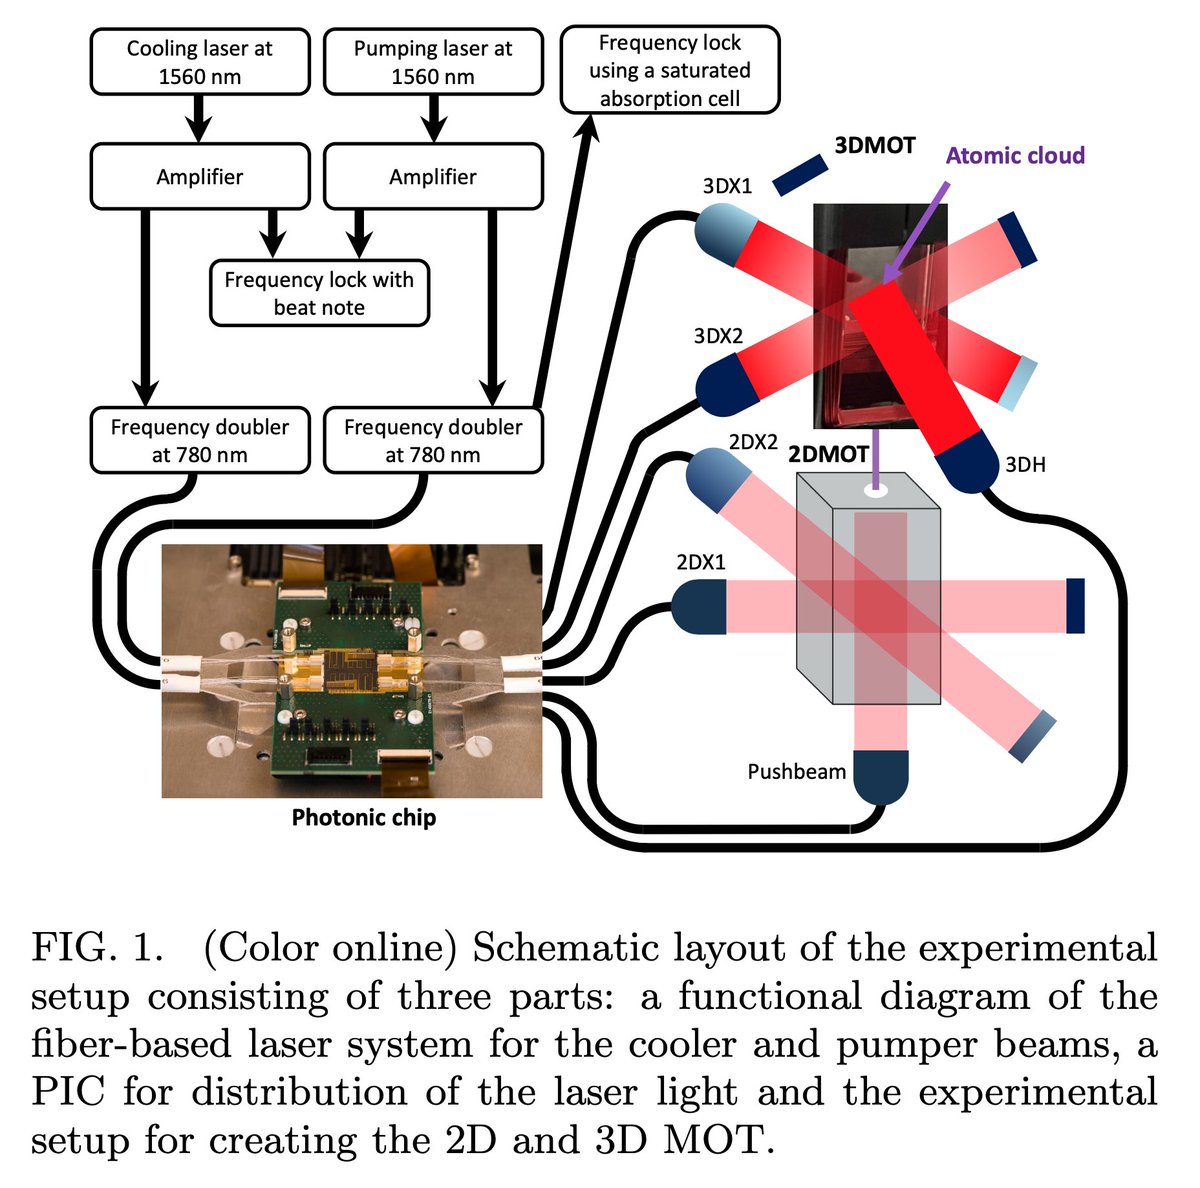 Cooling laser at
1560 nm
Pumping laser at
1560 nm
Frequency lock
using a saturated
absorption cell
Amplifier
Amplifier
Frequency lock with
beat note
Frequency doubler
at 780 nm
Frequency doubler
at 780 nm
3DMOT
Atomic cloud
3DX1
3DX2
2DX2
2DMOT
3DH
2DX1
Pushbeam
Photonic chip
FIG. 1. (Color online) Schematic layout of the experimental
setup consisting of three parts: a functional diagram of the
fiber-based laser system for the cooler and pumper beams, a
PIC for distribution of the laser light and the experimental
setup for creating the 2D and 3D MOT.